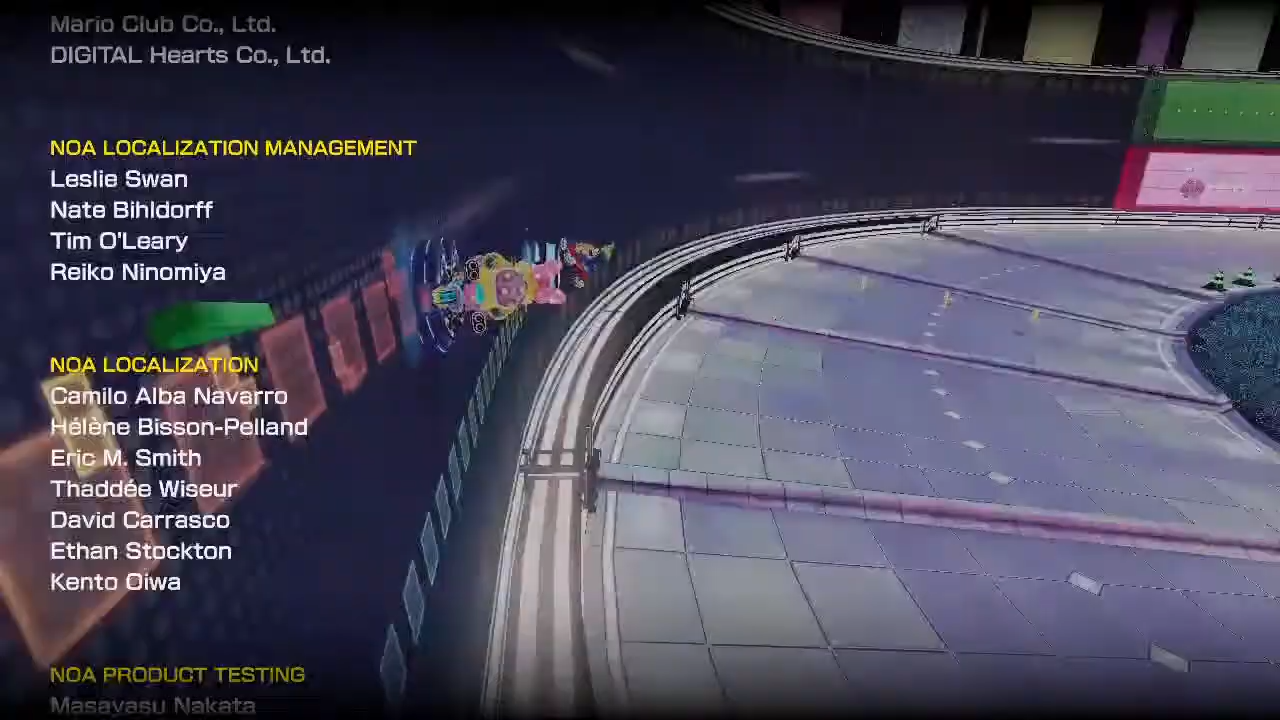 Mario Club Co., Ltd.
DIGITAL Hearts Co., Ltd.
NOA LOCALIZATION MANAGEMENT
Leslie Swan
Nate Bihldorff
Tim O'Leary
Reiko Ninomiya
NOA LOCALIZATION
Camilo Alba Navarro
Hélène Bisson-Pelland
Eric M. Smith
Thaddée Wiseur
David Carrasco
Ethan Stockton
Kento Oiwa
NOA PRODUCT TESTING
Masayasu Nakata